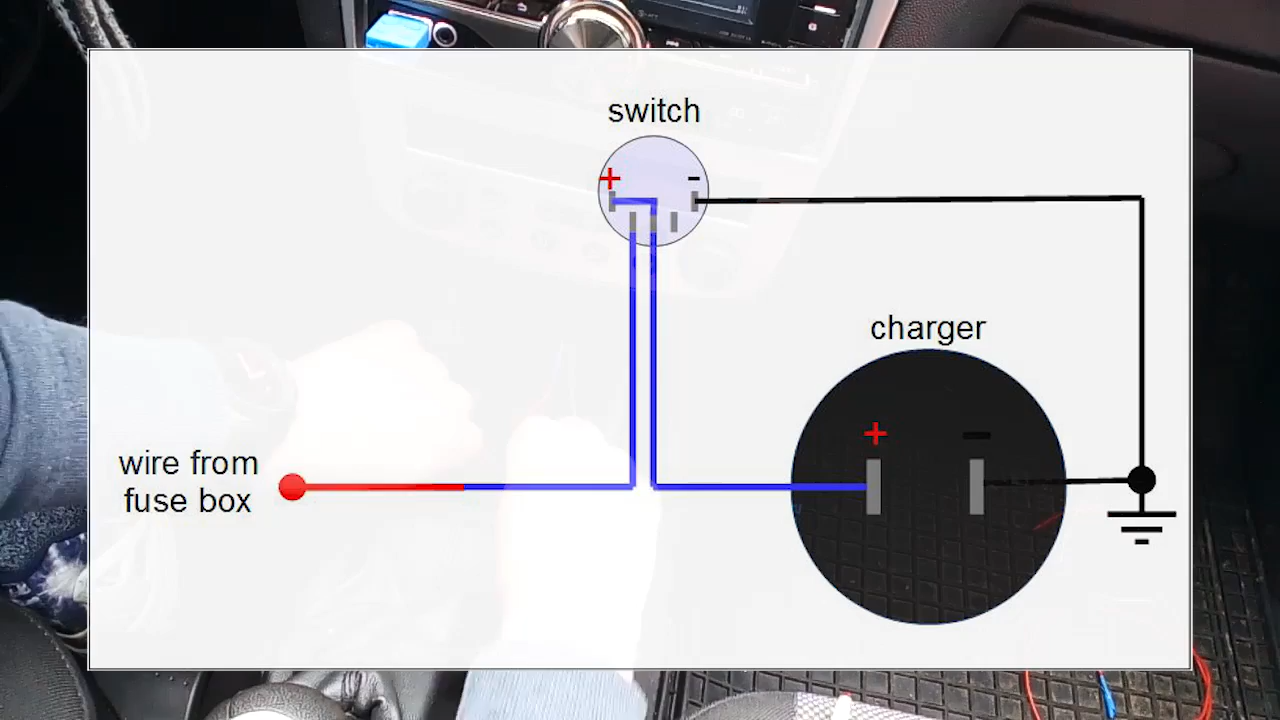 switch
+ -
charger
+ -
wire from
fuse box